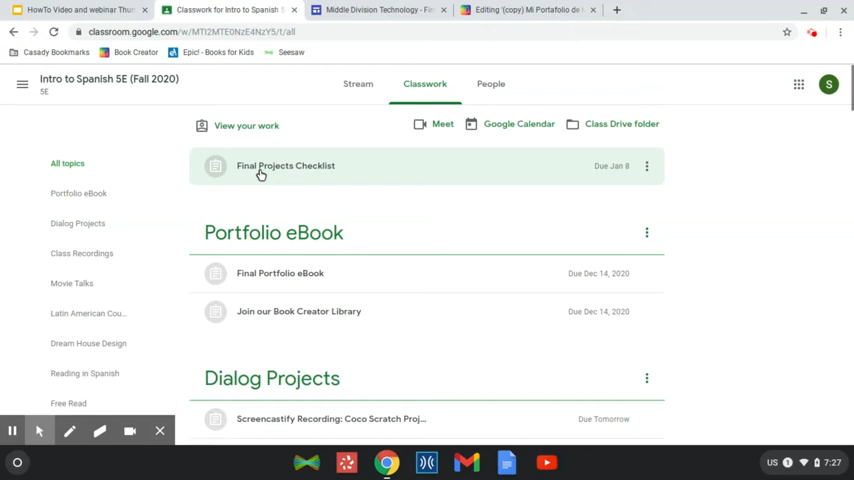 HowTo Video and webinar Thun
Classwork for Intro to Spanish 5
Middle Division Technology - Fin
Editing '(copy) Mi Portafolio de
classroom.google.com/w/MTI2MTE0NzE4NzY5/t/all
Casady Bookmarks
Book Creator
Epic! - Books for Kids
Seesaw
Intro to Spanish 5E (Fall 2020)
5E
Stream
Classwork
People
S
View your work
Meet
Google Calendar
Class Drive folder
All topics
Portfolio eBook
Dialog Projects
Class Recordings
Movie Talks
Latin American Cou...
Dream House Design
Reading in Spanish
Free Read
Final Projects Checklist
Due Jan 8
Portfolio eBook
Final Portfolio eBook
Due Dec 14, 2020
Join our Book Creator Library
Due Dec 14, 2020
Dialog Projects
Screencastify Recording: Coco Scratch Proj...
Due Tomorrow
US
1
7:27